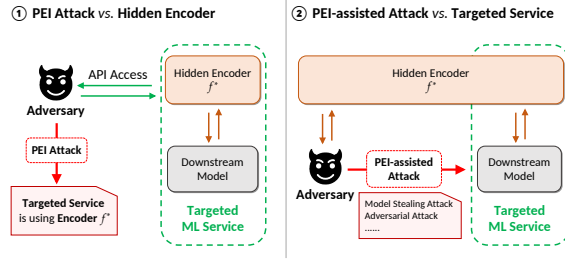 ① PEI Attack vs. Hidden Encoder
API Access
Adversary
PEI Attack
Targeted Service
is using Encoder f*
Hidden Encoder
f*
Downstream
Model
Targeted
ML Service
② PEI-assisted Attack vs. Targeted Service
Hidden Encoder
f*
Adversary
PEI-assisted
Attack
Model Stealing Attack
Adversarial Attack
......
Downstream
Model
Targeted
ML Service